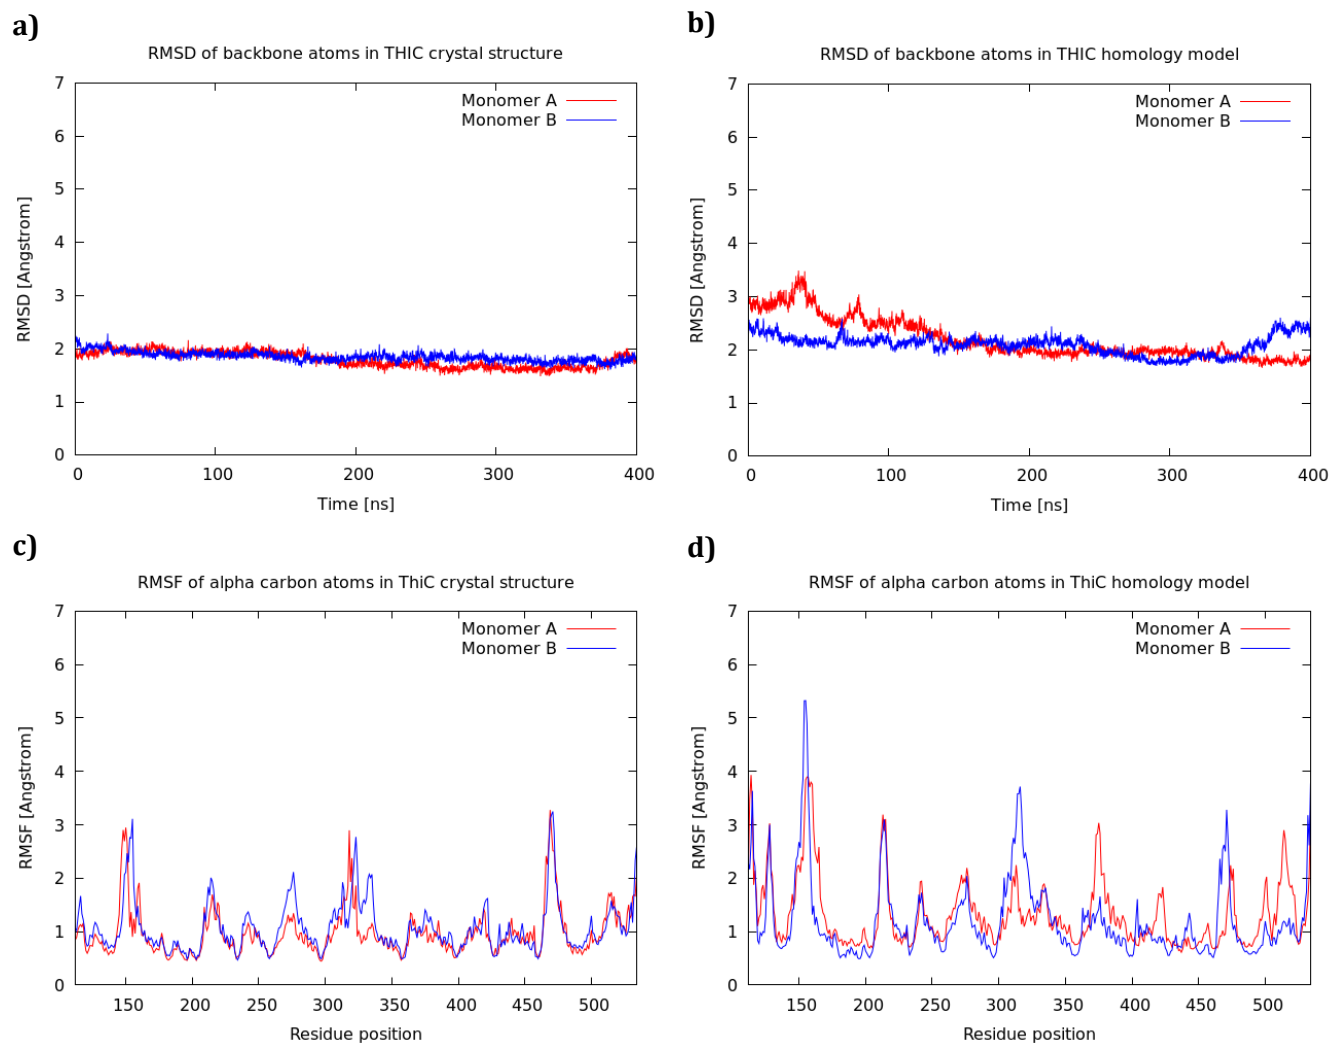 a)
RMSD of backbone atoms in THIC crystal structure
7
6
5
4
3
2
1
0
Monomer A
Monomer B
RMSD [Angstrom]
0 100 200 300 400
Time [ns]
b)
RMSD of backbone atoms in THIC homology model
7
6
5
4
3
2
1
0
Monomer A
Monomer B
RMSD [Angstrom]
0 100 200 300 400
Time [ns]
c)
RMSF of alpha carbon atoms in ThiC crystal structure
7
6
5
4
3
2
1
0
Monomer A
Monomer B
RMSF [Angstrom]
150 200 250 300 350 400 450 500
Residue position
d)
RMSF of alpha carbon atoms in ThiC homology model
7
6
5
4
3
2
1
0
Monomer A
Monomer B
RMSF [Angstrom]
150 200 250 300 350 400 450 500
Residue position